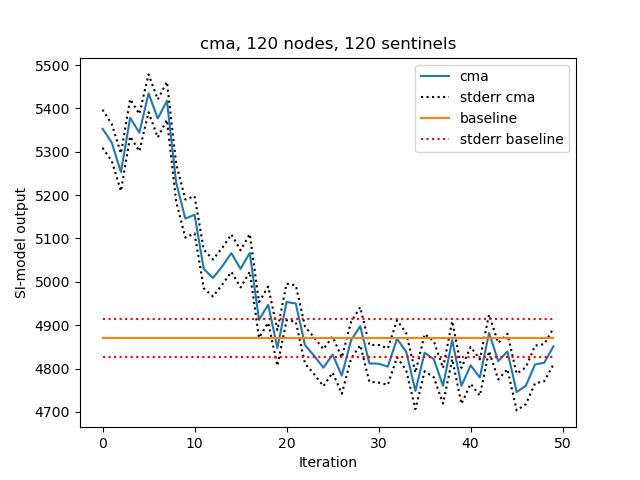 cma, 120 nodes, 120 sentinels
5500
5400
5300
5200
5100
5000
4900
4800
4700
SI-model output
cma
stderr cma
baseline
stderr baseline
0 10 20 30 40 50
Iteration